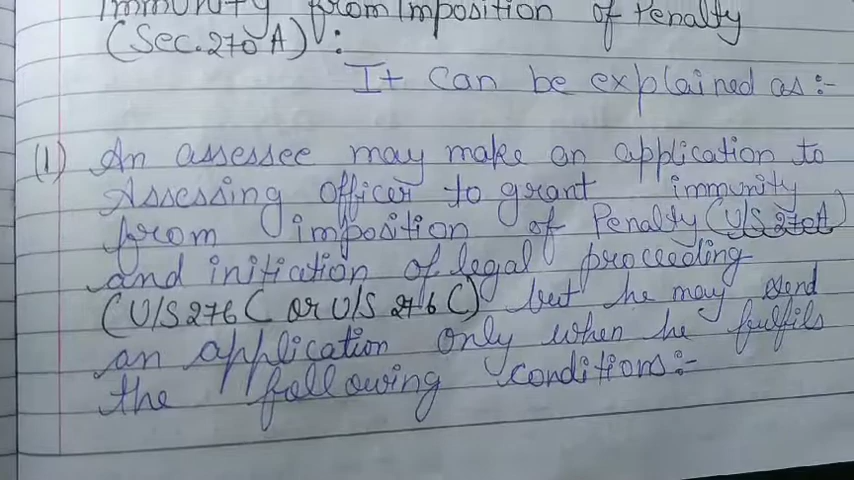 Immunity from Imposition of Penalty
(Sec. 270A) :
It can be explained as:-
(1) An assessee may make an application to
Assessing Officer to grant immunity
from imposition of Penalty (U/S 270A)
and initiation of legal proceeding
(U/S 276C or U/S 276C) but he may send
an application only when he fulfils
the following conditions:-